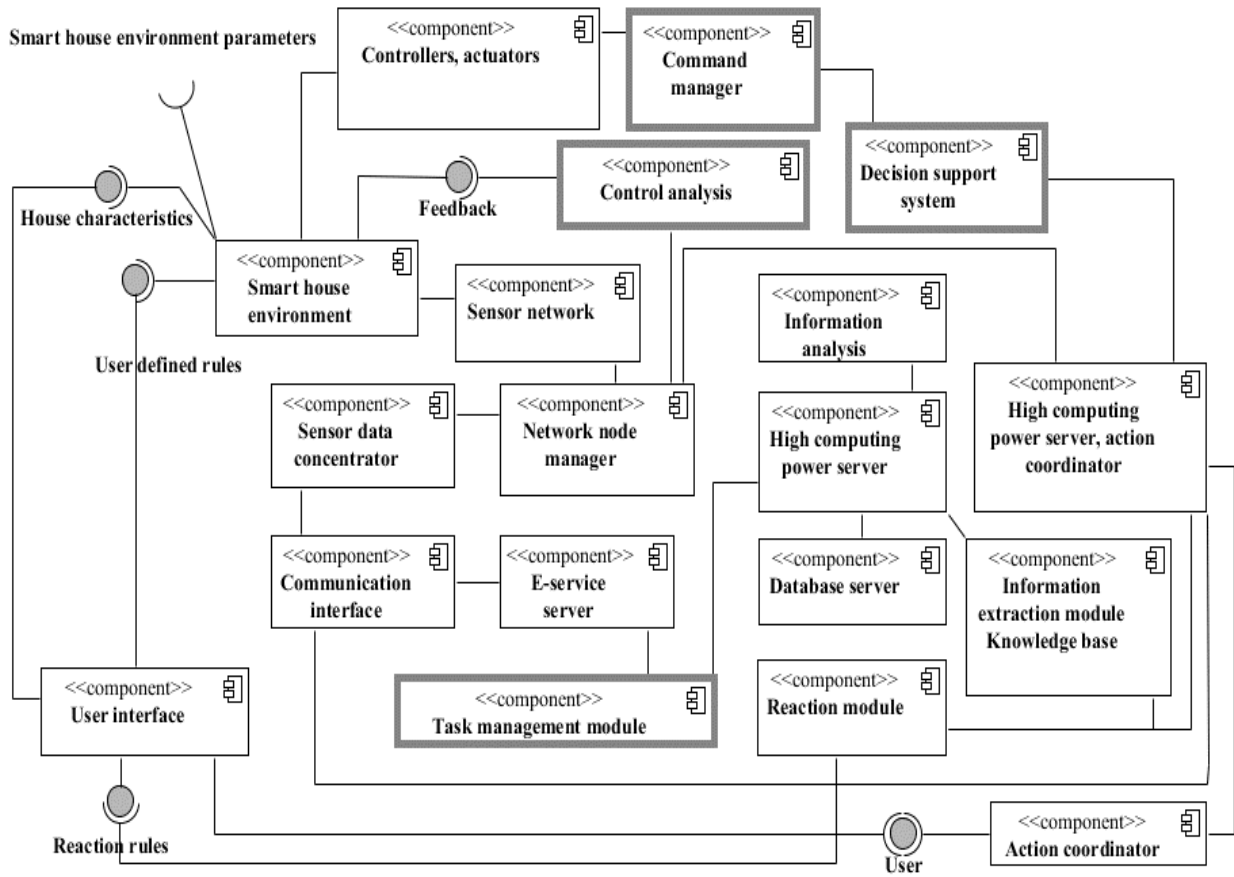 Smart house environment parameters
<<component>>
Controllers, actuators
<<component>>
Command
manager
<<component>>
Control analysis
<<component>>
Decision support
system
House characteristics
Feedback
<<component>>
Smart house
environment
<<component>>
Sensor network
<<component>>
Information
analysis
User defined rules
<<component>>
Sensor data
concentrator
<<component>>
Network node
manager
<<component>>
High computing
power server
<<component>>
High computing
power server, action
coordinator
<<component>>
Communication
interface
<<component>>
E-service
server
<<component>>
Database server
<<component>>
Information
extraction module
Knowledge base
<<component>>
User interface
<<component>>
Task management module
<<component>>
Reaction module
Reaction rules
User
<<component>>
Action coordinator